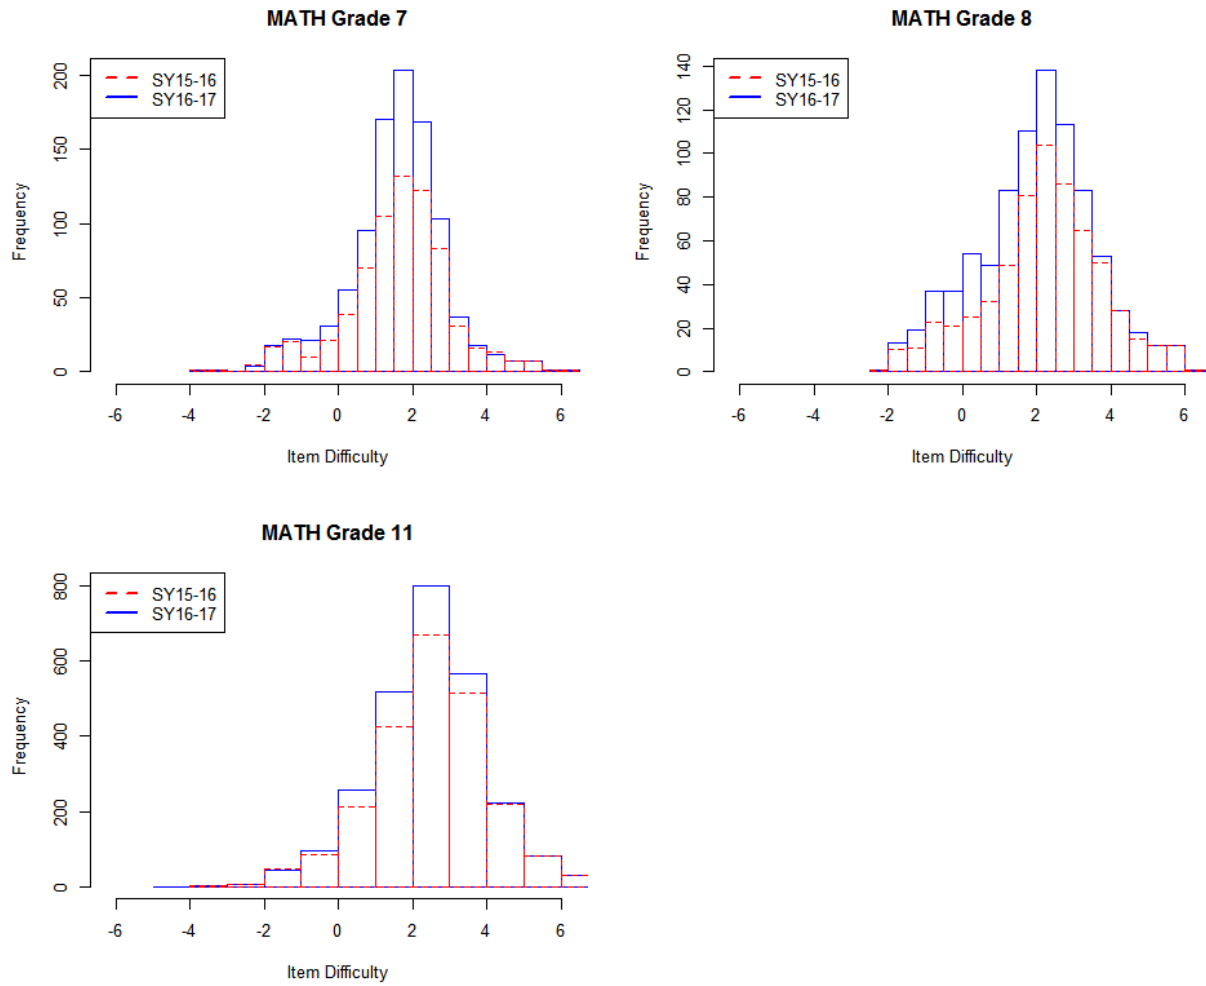 MATH Grade 7
SY15-16
SY16-17
Frequency
200
150
100
50
0
-6 -4 -2 0 2 4 6
Item Difficulty
MATH Grade 8
SY15-16
SY16-17
Frequency
140
120
100
80
60
40
20
0
-6 -4 -2 0 2 4 6
Item Difficulty
MATH Grade 11
SY15-16
SY16-17
Frequency
800
600
400
200
0
-6 -4 -2 0 2 4 6
Item Difficulty